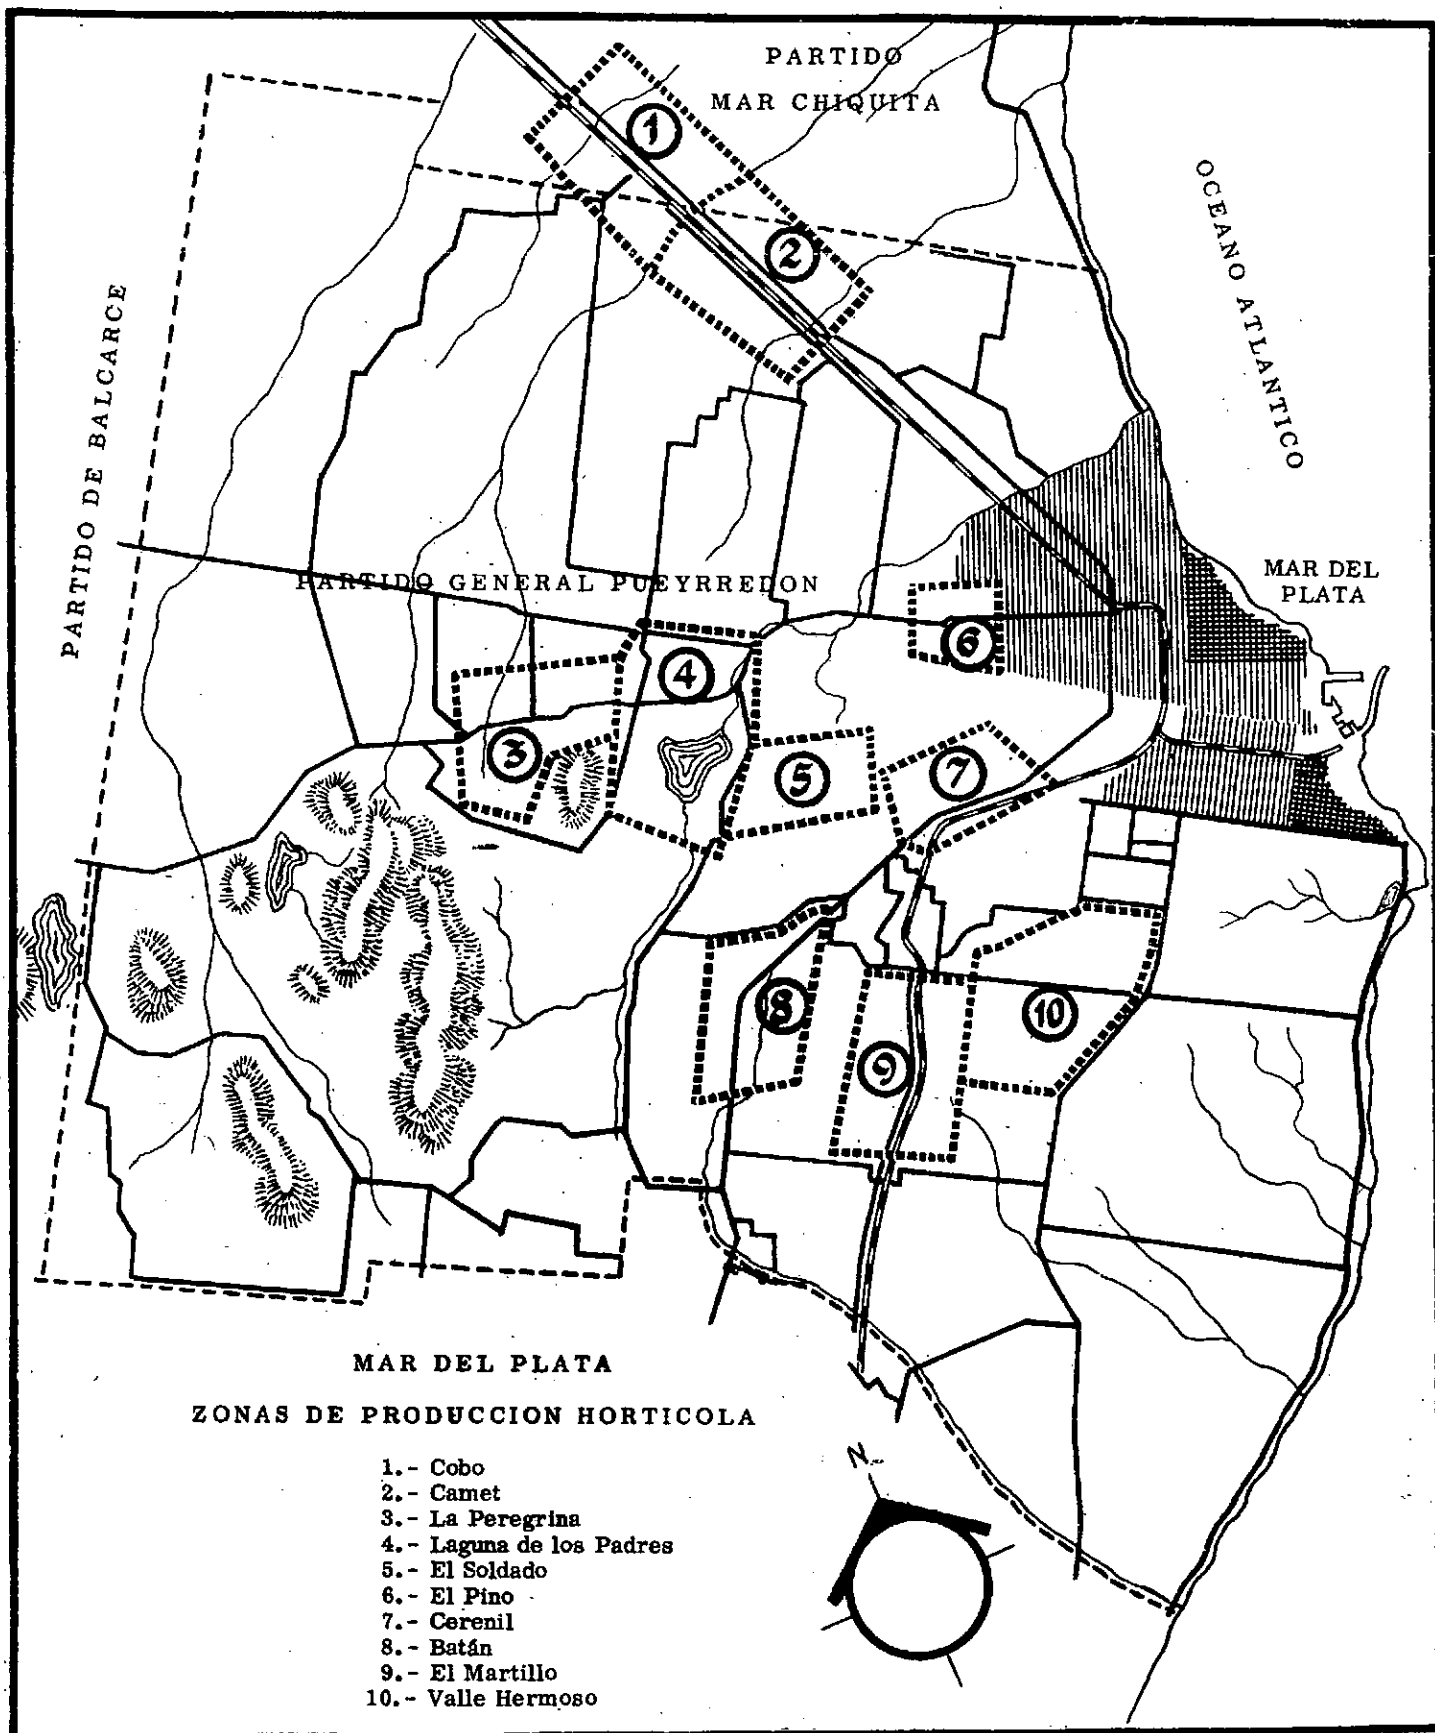 PARTIDO
MAR CHIQUITA
1
2
OCEANO ATLANTICO
PARTIDO DE BALCARCE
PARTIDO GENERAL PUEYRREDON
MAR DEL
PLATA
6
4
3
5
7
8
10
9
MAR DEL PLATA
ZONAS DE PRODUCCION HORTICOLA
1.- Cobo
2.- Camet
3.- La Peregrina
4.- Laguna de los Padres
5.- El Soldado
6.- El Pino
7.- Cerenil
8.- Batán
9.- El Martillo
10.- Valle Hermoso
N